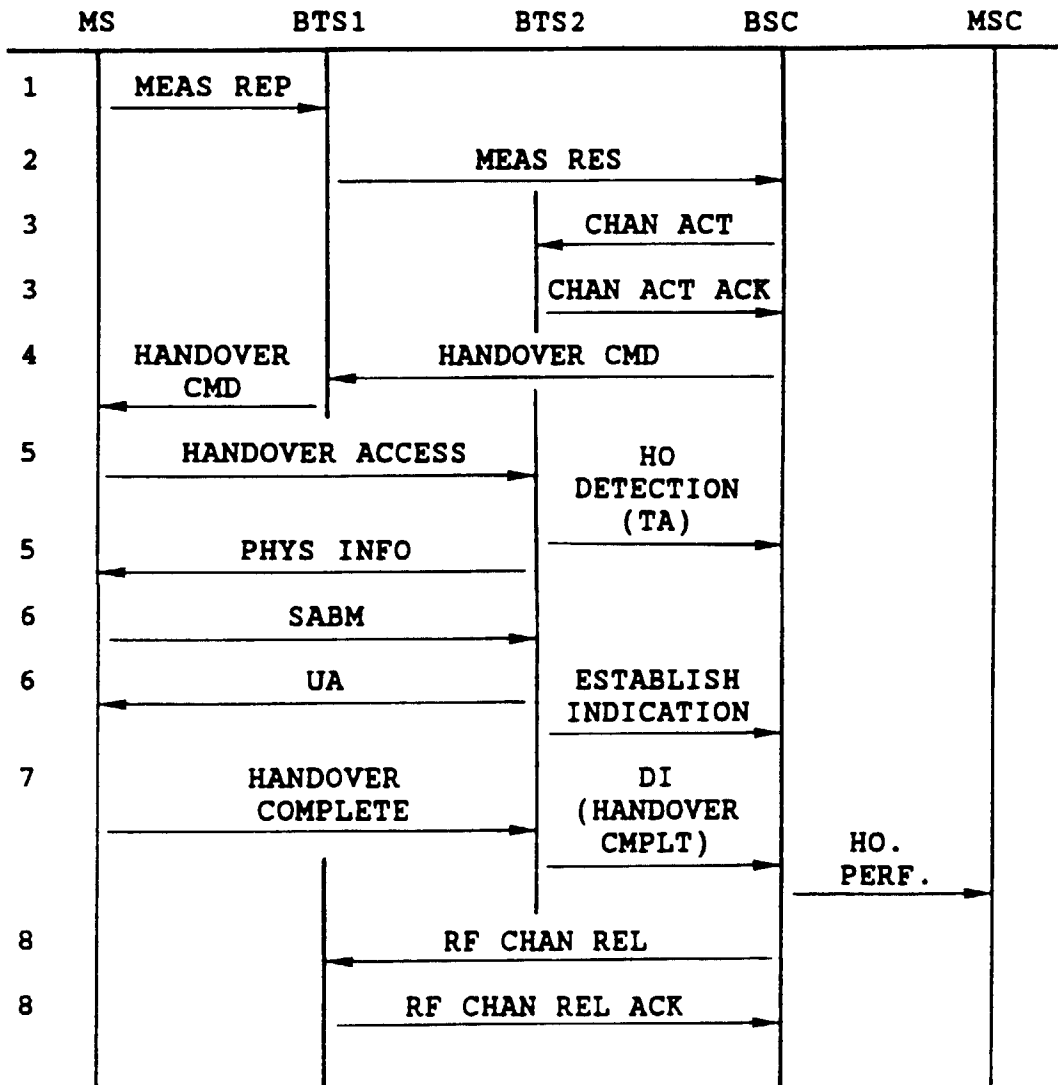 MS BTS1 BTS2 BSC MSC
1 MEAS REP
2 MEAS RES
3 CHAN ACT
3 CHAN ACT ACK
4 HANDOVER HANDOVER CMD
CMD
5 HANDOVER ACCESS HO
DETECTION
(TA)
5 PHYS INFO
6 SABM
6 UA ESTABLISH
INDICATION
7 HANDOVER DI
COMPLETE (HANDOVER
CMPLT) HO.
PERF.
8 RF CHAN REL
8 RF CHAN REL ACK